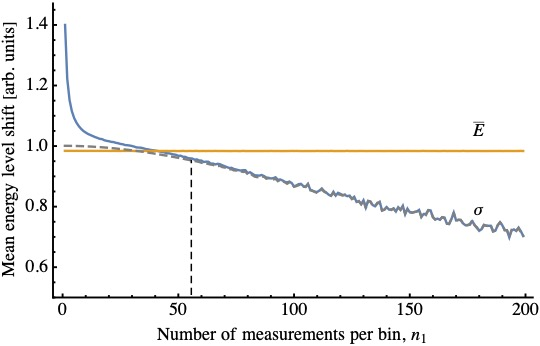 Mean energy level shift [arb. units]
1.4
1.2
1.0
0.8
0.6
E̅
σ
0
50
100
150
200
Number of measurements per bin, n₁